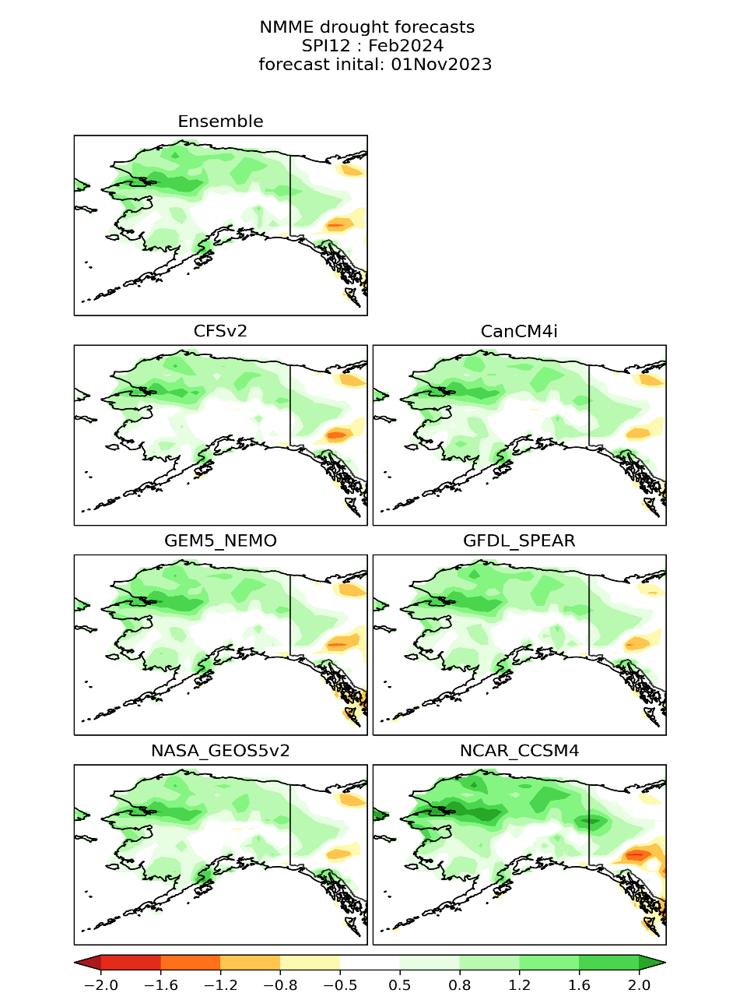 NMME drought forecasts
SPI12 : Feb2024
forecast inital: 01Nov2023
Ensemble
CFSv2
CanCM4i
GEM5_NEMO
GFDL_SPEAR
NASA_GEOS5v2
NCAR_CCSM4
−2.0 −1.6 −1.2 −0.8 −0.5 0.5 0.8 1.2 1.6 2.0